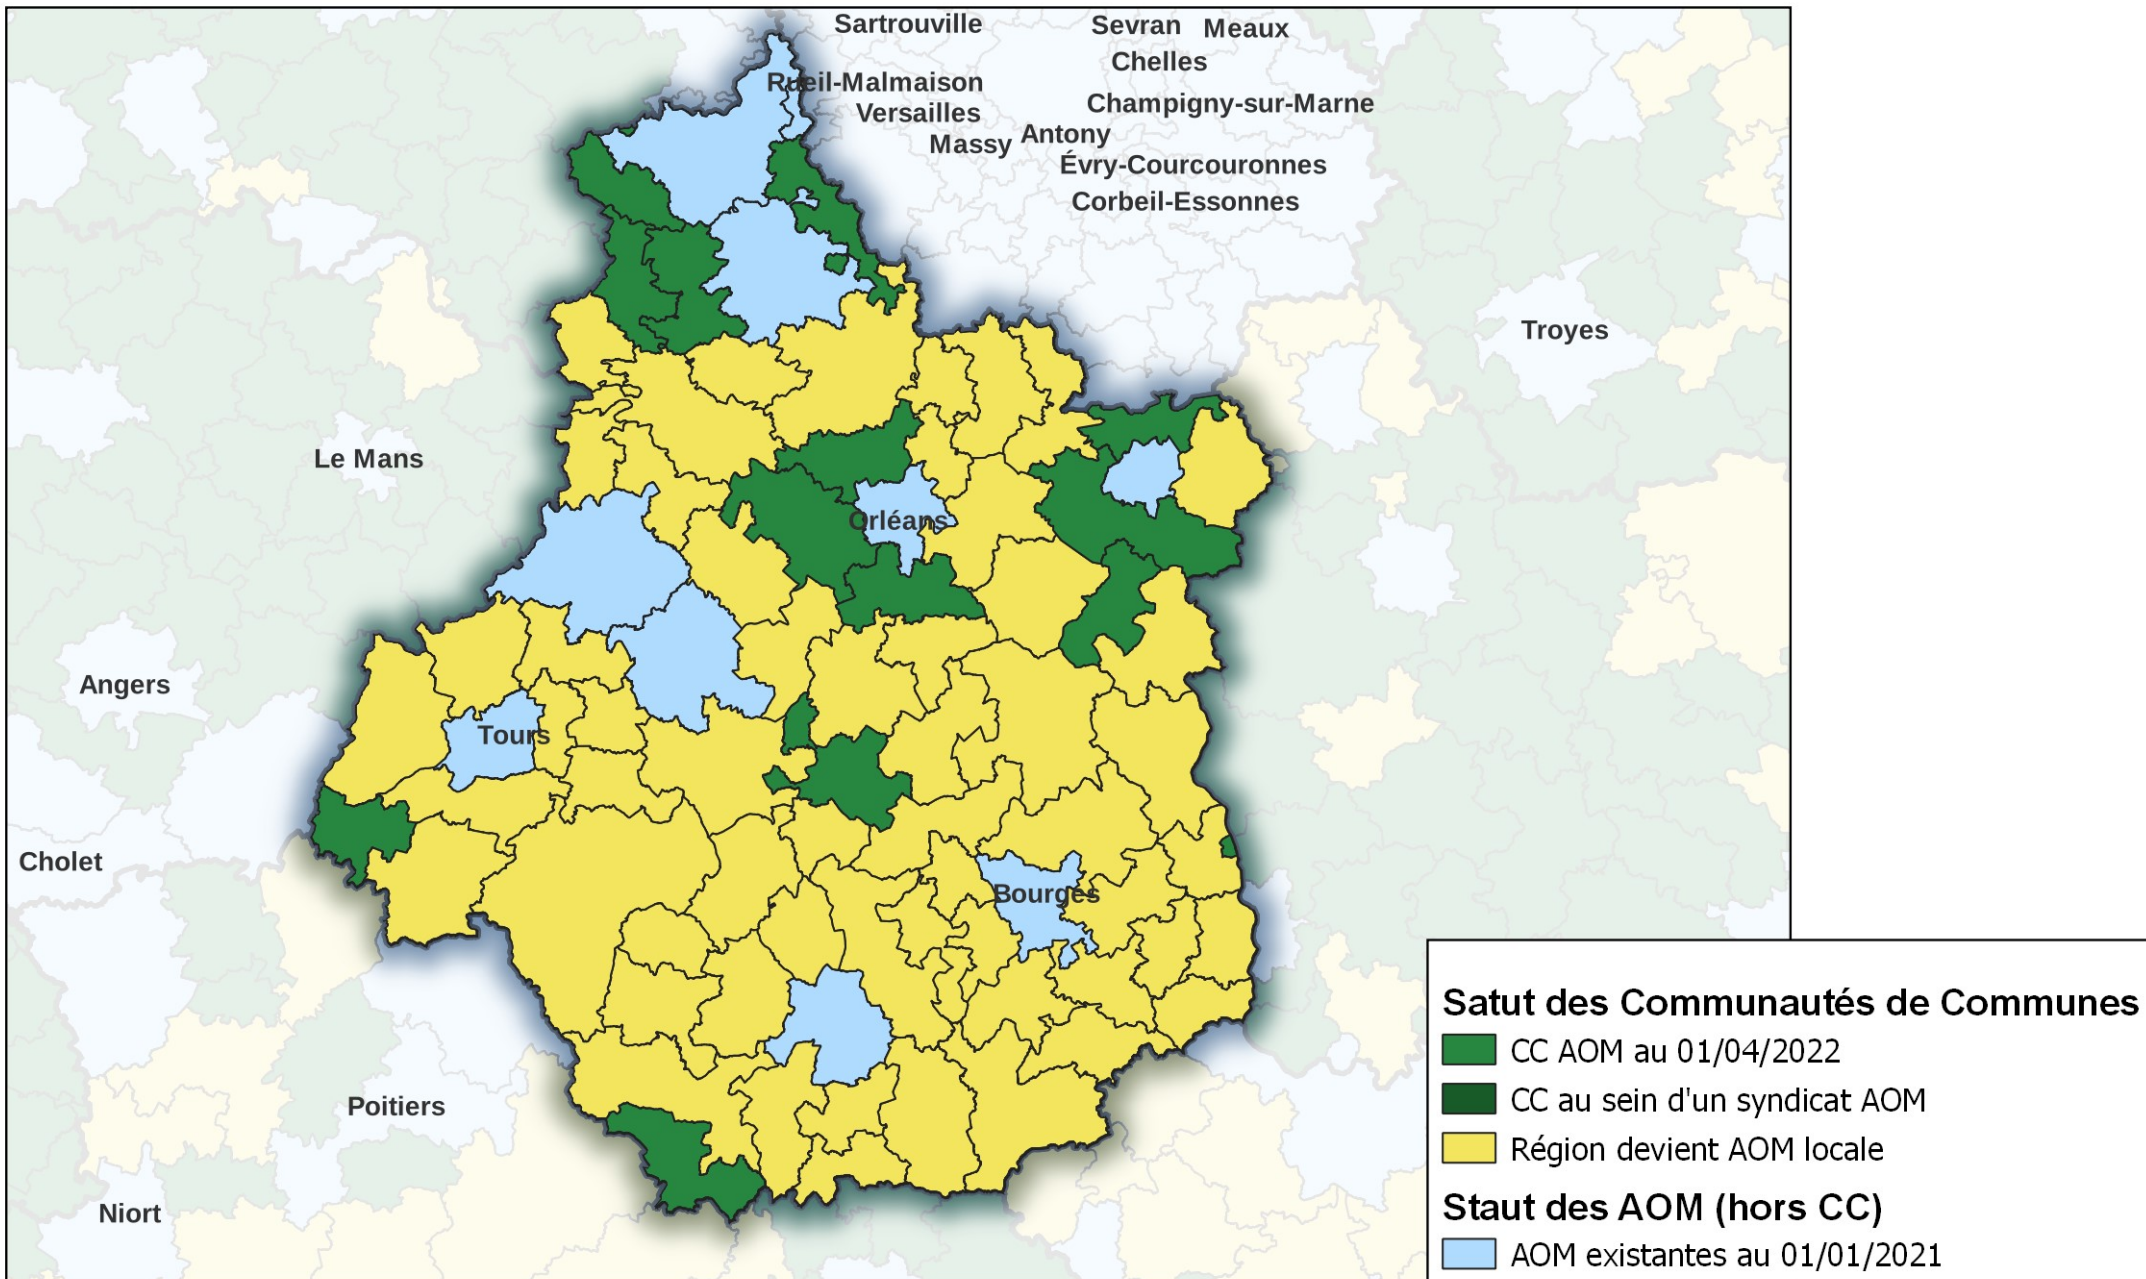 Sartrouville
Sevran
Meaux
Chelles
Rueil-Malmaison
Champigny-sur-Marne
Versailles
Antony
Massy
Évry-Courcouronnes
Corbeil-Essonnes
Troyes
Le Mans
Orléans
Angers
Tours
Cholet
Bourges
Poitiers
Niort
Satut des Communautés de Communes
CC AOM au 01/04/2022
CC au sein d'un syndicat AOM
Région devient AOM locale
Staut des AOM (hors CC)
AOM existantes au 01/01/2021